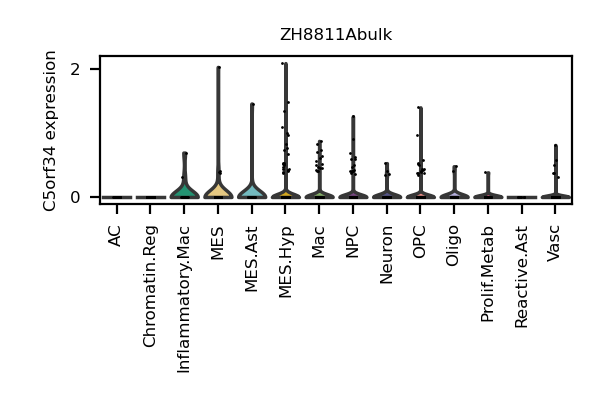 ZH8811Abulk
C5orf34 expression
2
0
AC
Chromatin.Reg
Inflammatory.Mac
MES
MES.Ast
MES.Hyp
Mac
NPC
Neuron
OPC
Oligo
Prolif.Metab
Reactive.Ast
Vasc